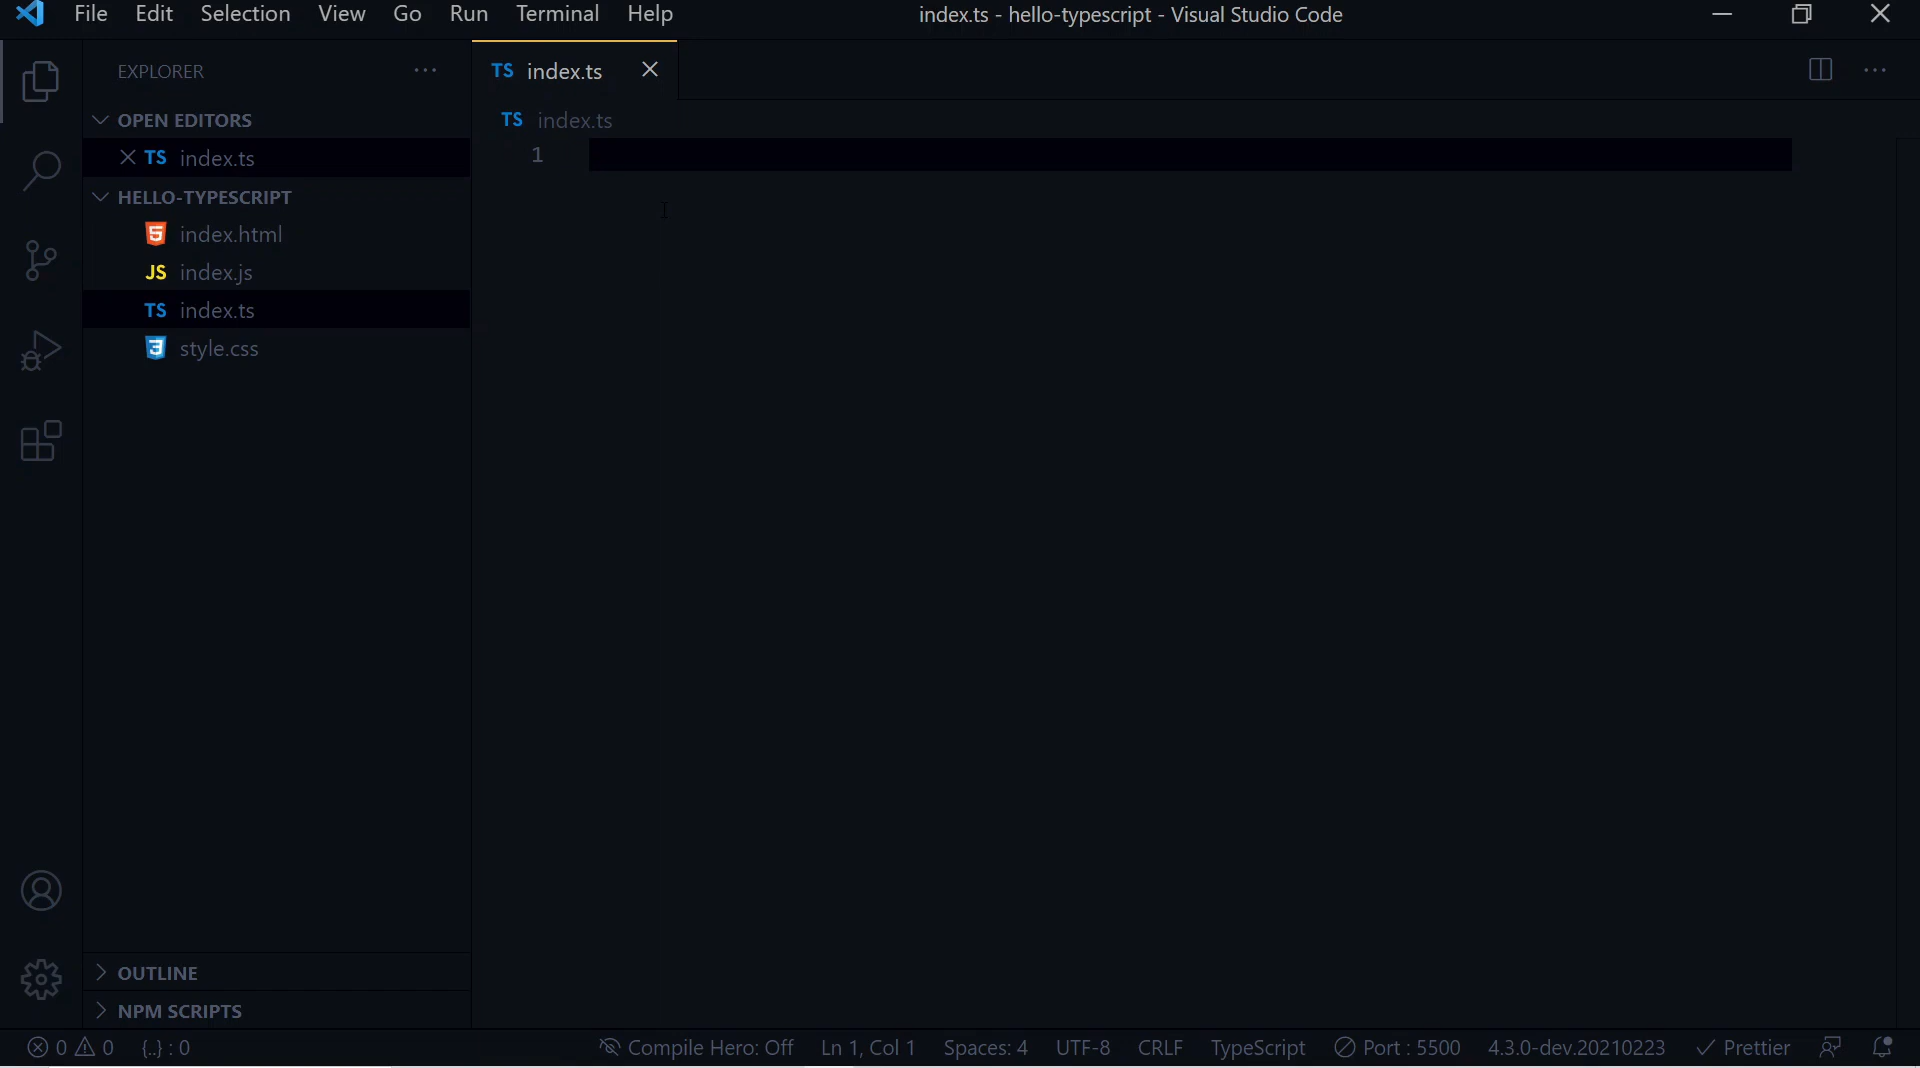 File Edit Selection View Go Run Terminal Help
index.ts - hello-typescript - Visual Studio Code
EXPLORER
OPEN EDITORS
TS index.ts
HELLO-TYPESCRIPT
5 index.html
JS index.js
TS index.ts
3 style.css
OUTLINE
NPM SCRIPTS
TS index.ts
TS index.ts
1
0 0 {..} : 0
Compile Hero: Off Ln 1, Col 1 Spaces: 4 UTF-8 CRLF TypeScript Port : 5500 4.3.0-dev.20210223 Prettier